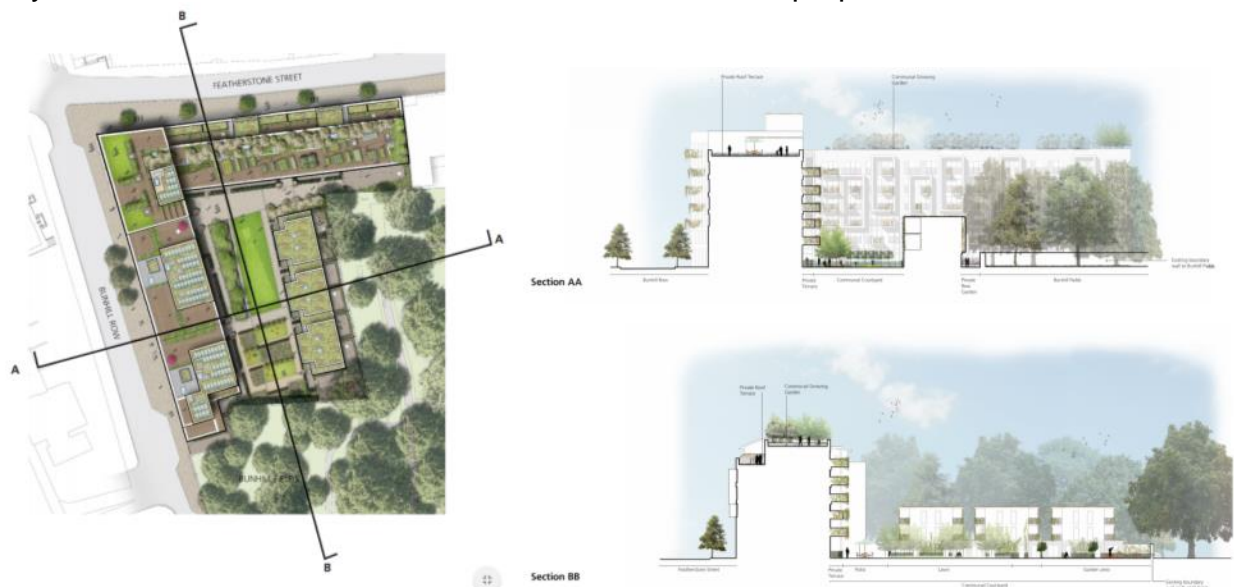 B
FEATHERSTONE STREET
BUNHILL ROW
A
A
BUNHILL FIELDS
B
Private Roof Terrace
Communal Growing
Garden
Section AA
Bunhill Row
Private
Terrace
Communal Courtyard
Private
Rear
Garden
Bunhill Fields
Existing boundary
wall to Bunhill Fields
Private Roof
Terrace
Communal Growing
Garden
Section BB
Featherstone Street
Private
Terrace
Patio
Lawn
Communal Courtyard
Existing boundary